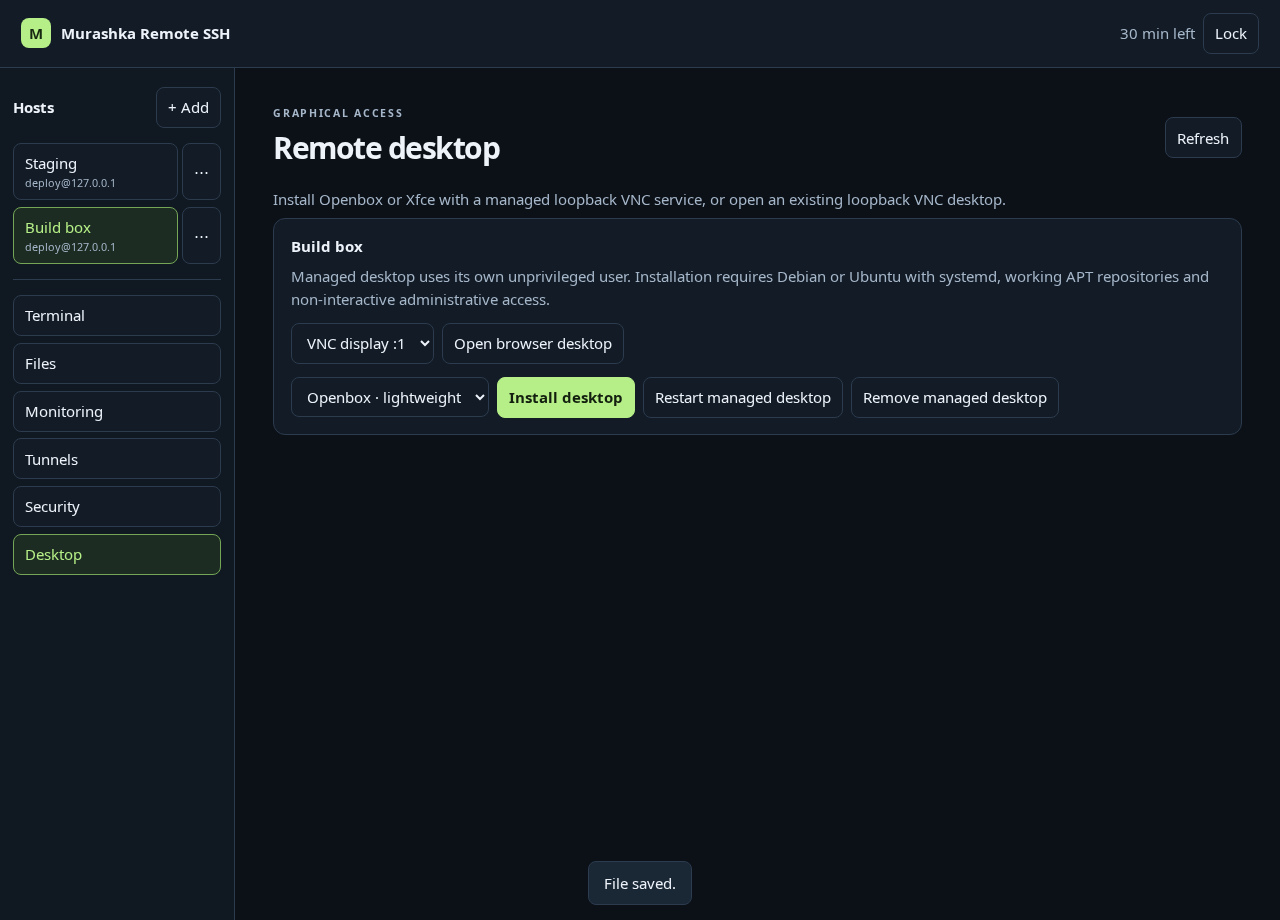 M
Murashka Remote SSH
30 min left
Lock
Hosts
+ Add
Staging
deploy@127.0.0.1
...
Build box
deploy@127.0.0.1
...
Terminal
Files
Monitoring
Tunnels
Security
Desktop
GRAPHICAL ACCESS
Remote desktop
Refresh
Install Openbox or Xfce with a managed loopback VNC service, or open an existing loopback VNC desktop.
Build box
Managed desktop uses its own unprivileged user. Installation requires Debian or Ubuntu with systemd, working APT repositories and
non-interactive administrative access.
VNC display :1
Open browser desktop
Openbox · lightweight
Install desktop
Restart managed desktop
Remove managed desktop
File saved.